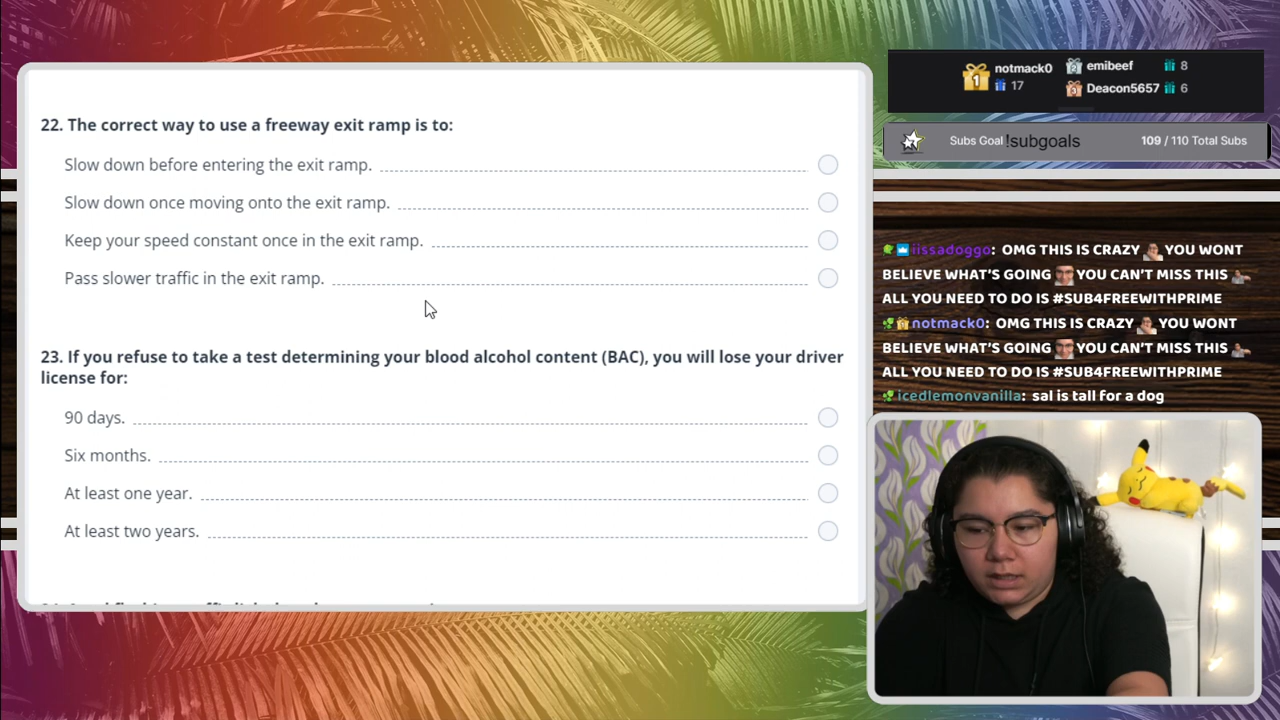 22. The correct way to use a freeway exit ramp is to:
Slow down before entering the exit ramp.
Slow down once moving onto the exit ramp.
Keep your speed constant once in the exit ramp.
Pass slower traffic in the exit ramp.
23. If you refuse to take a test determining your blood alcohol content (BAC), you will lose your driver
license for:
90 days.
Six months.
At least one year.
At least two years.
1 notmack0 17
2 emibeef 8
3 Deacon5657 6
Subs Goal !subgoals 109 / 110 Total Subs
iissadoggo: OMG THIS IS CRAZY YOU WONT
BELIEVE WHAT'S GOING YOU CAN'T MISS THIS
ALL YOU NEED TO DO IS #SUB4FREEWITHPRIME
notmack0: OMG THIS IS CRAZY YOU WONT
BELIEVE WHAT'S GOING YOU CAN'T MISS THIS
ALL YOU NEED TO DO IS #SUB4FREEWITHPRIME
icedlemonvanilla: sal is tall for a dog